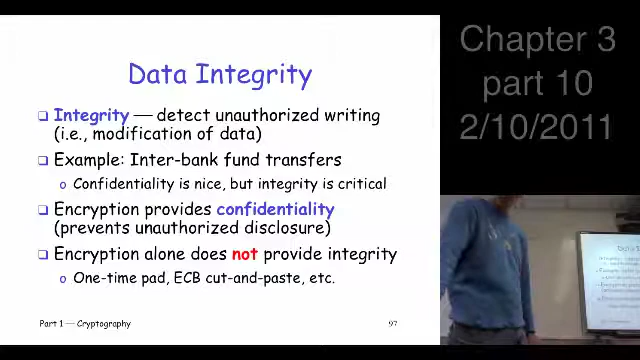 Data Integrity
❑ Integrity — detect unauthorized writing
(i.e., modification of data)
❑ Example: Inter-bank fund transfers
o Confidentiality is nice, but integrity is critical
❑ Encryption provides confidentiality
(prevents unauthorized disclosure)
❑ Encryption alone does not provide integrity
o One-time pad, ECB cut-and-paste, etc.
Part 1 — Cryptography
97
Chapter 3
part 10
2/10/2011